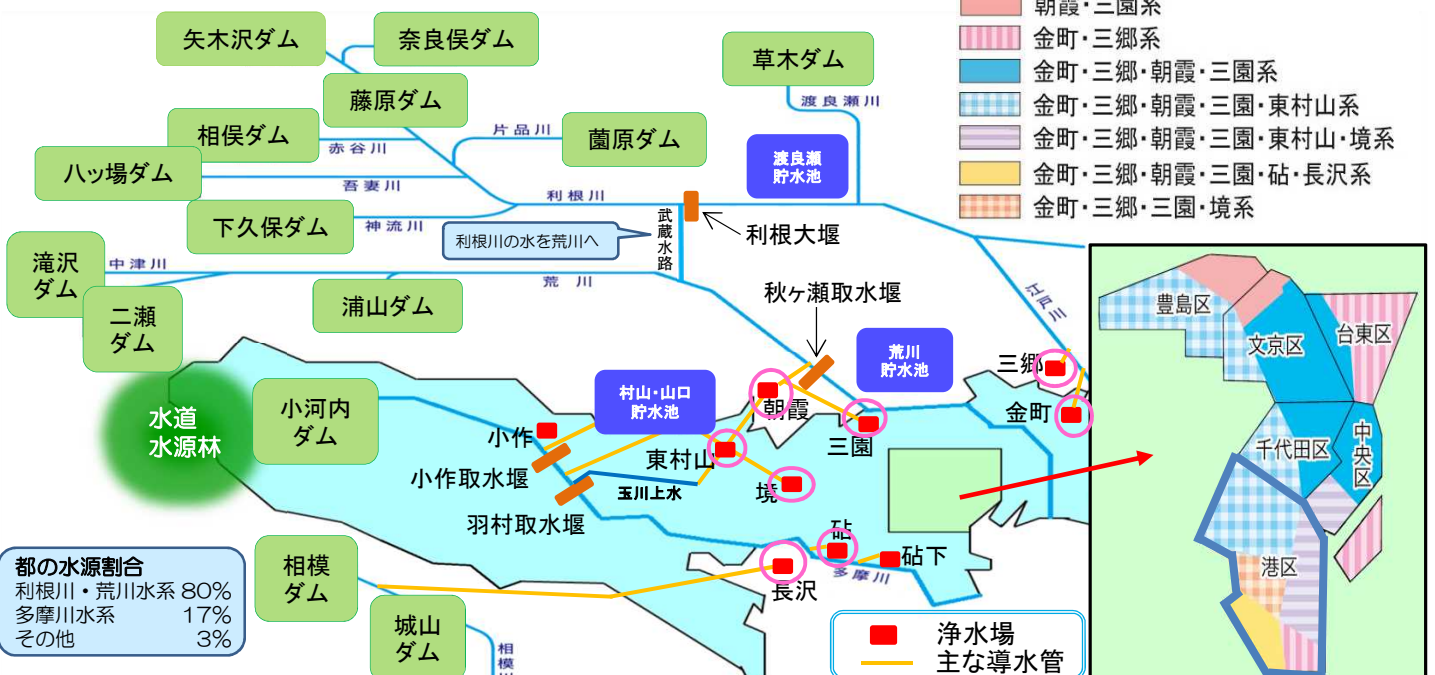 矢木沢ダム
奈良俣ダム
草木ダム
藤原ダム
渡良瀬川
相俣ダム
赤谷川
片品川
薗原ダム
渡良瀬
貯水池
八ッ場ダム
吾妻川
利根川
下久保ダム
神流川
利根川の水を荒川へ
武蔵水路
利根大堰
滝沢
ダム
中津川
荒川
江戸川
二瀬
ダム
浦山ダム
秋ヶ瀬取水堰
荒川
貯水池
三郷
金町
村山・山口
貯水池
朝霞
三園
水道
水源林
小河内
ダム
小作
小作取水堰
東村山
境
玉川上水
羽村取水堰
砧
砧下
多摩川
長沢
都の水源割合
利根川・荒川水系 80%
多摩川水系 17%
その他 3%
相模
ダム
城山
ダム
相模川
浄水場
主な導水管
朝霞・三園系
金町・三郷系
金町・三郷・朝霞・三園系
金町・三郷・朝霞・三園・東村山系
金町・三郷・朝霞・三園・東村山・境系
金町・三郷・朝霞・三園・砧・長沢系
金町・三郷・三園・境系
豊島区
文京区
台東区
千代田区
中央区
港区